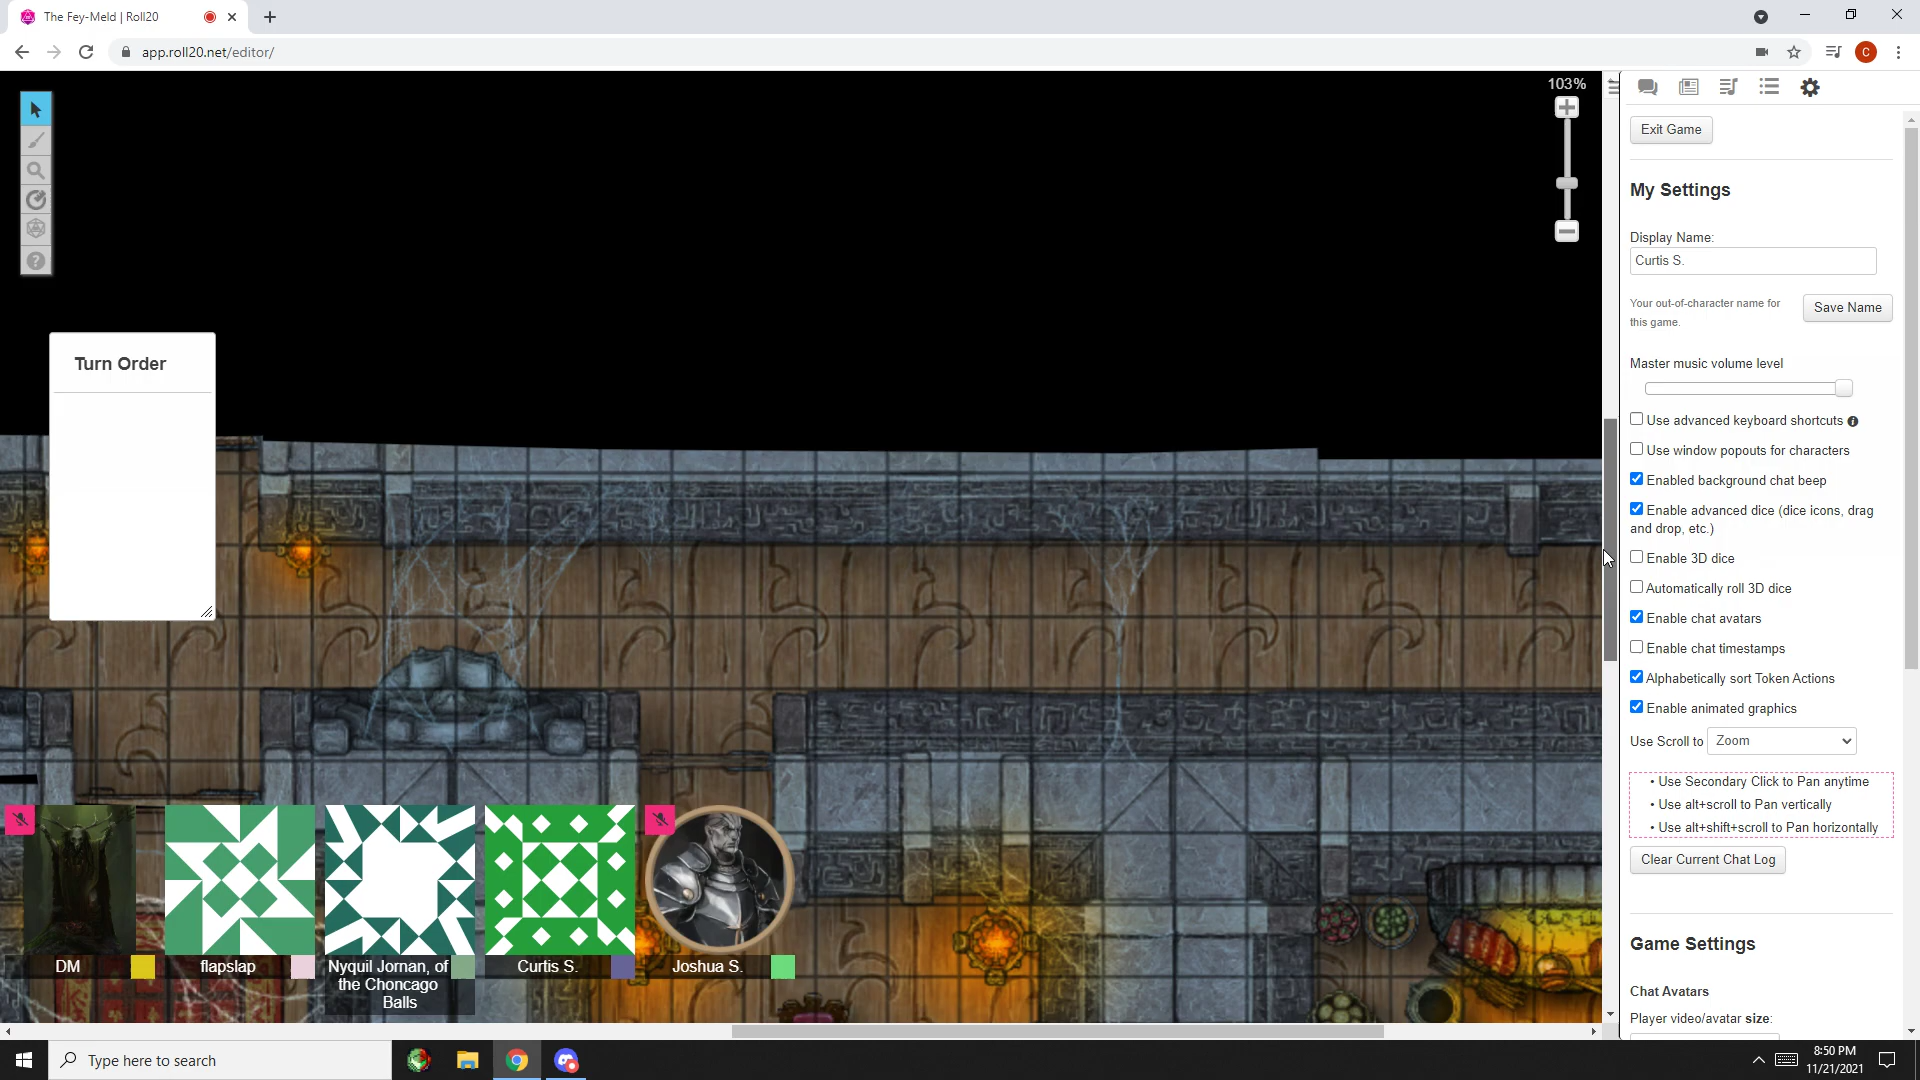 The Fey-Meld | Roll20
app.roll20.net/editor/
C
103%
Exit Game
My Settings
Display Name:
Curtis S.
Your out-of-character name for
this game.
Save Name
Master music volume level
Use advanced keyboard shortcuts
Use window popouts for characters
Enabled background chat beep
Enable advanced dice (dice icons, drag
and drop, etc.)
Enable 3D dice
Automatically roll 3D dice
Enable chat avatars
Enable chat timestamps
Alphabetically sort Token Actions
Enable animated graphics
Use Scroll to Zoom
• Use Secondary Click to Pan anytime
• Use alt+scroll to Pan vertically
• Use alt+shift+scroll to Pan horizontally
Clear Current Chat Log
Game Settings
Chat Avatars
Player video/avatar size:
Turn Order
DM
flapslap
Nyquil Jornan, of
the Choncago
Balls
Curtis S.
Joshua S.
Type here to search
8:50 PM
11/21/2021